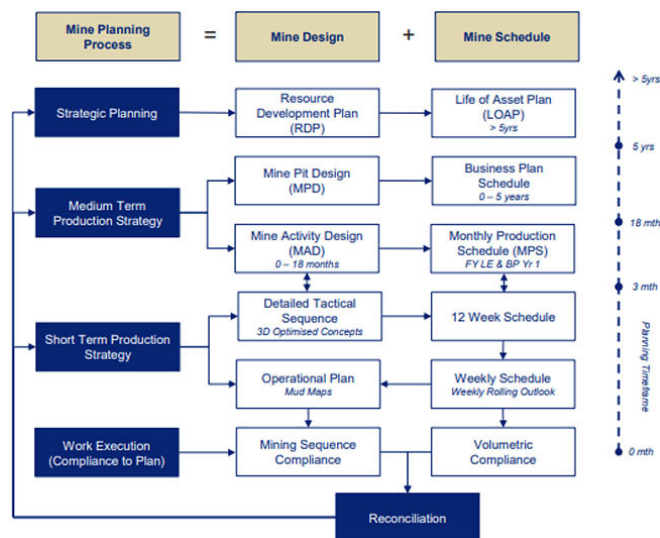 Mine Planning
Process
=
Mine Design
+
Mine Schedule
> 5yrs
Strategic Planning
Resource
Development Plan
(RDP)
Life of Asset Plan
(LOAP)
> 5yrs
5 yrs
Medium Term
Production Strategy
Mine Pit Design
(MPD)
Business Plan
Schedule
0 – 5 years
18 mth
Mine Activity Design
(MAD)
0 – 18 months
Monthly Production
Schedule (MPS)
FY LE & BP Yr 1
3 mth
Short Term Production
Strategy
Detailed Tactical
Sequence
3D Optimised Concepts
12 Week Schedule
Planning Timeframe
Operational Plan
Mud Maps
Weekly Schedule
Weekly Rolling Outlook
Work Execution
(Compliance to Plan)
Mining Sequence
Compliance
Volumetric
Compliance
0 mth
Reconciliation